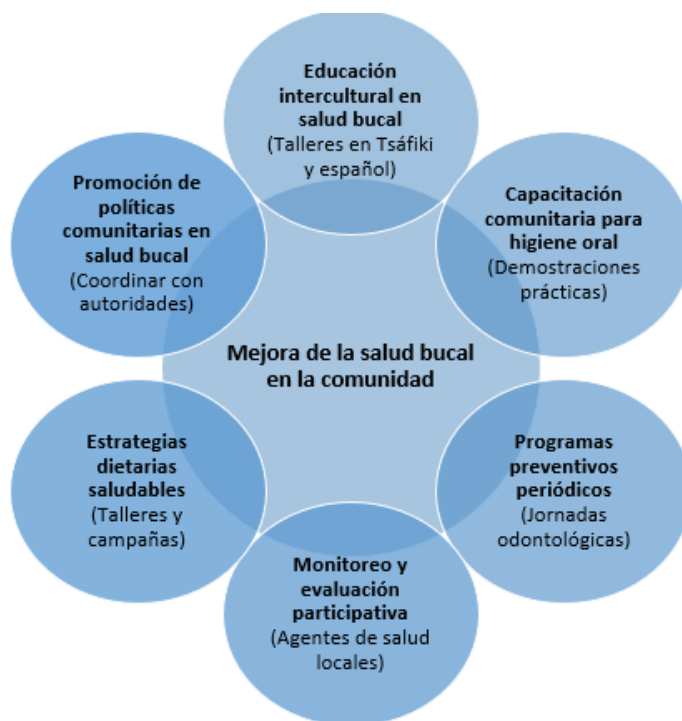 Educación
intercultural en
salud bucal
(Talleres en Tsáfiki
y español)
Capacitación
comunitaria para
higiene oral
(Demostraciones
prácticas)
Programas
preventivos
periódicos
(Jornadas
odontológicas)
Monitoreo y
evaluación
participativa
(Agentes de salud
locales)
Estrategias
dietarias
saludables
(Talleres y
campañas)
Promoción de
políticas
comunitarias en
salud bucal
(Coordinar con
autoridades)
Mejora de la salud bucal
en la comunidad